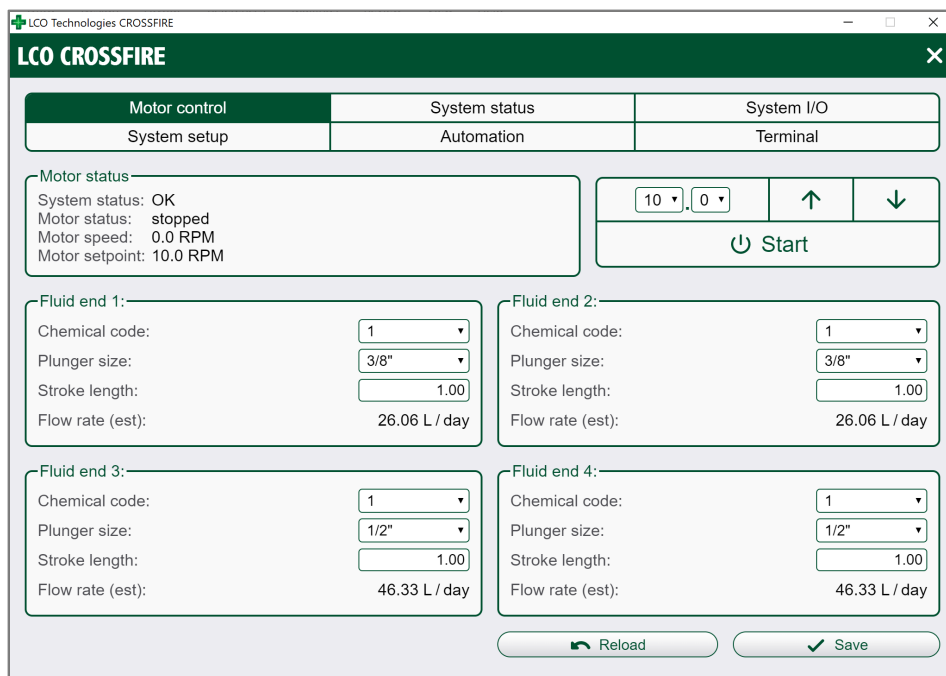 LCO Technologies CROSSFIRE
LCO CROSSFIRE
Motor control System status System I/O
System setup Automation Terminal
Motor status
System status: OK
Motor status: stopped
Motor speed: 0.0 RPM
Motor setpoint: 10.0 RPM
10 . 0
Start
Fluid end 1:
Chemical code: 1
Plunger size: 3/8"
Stroke length: 1.00
Flow rate (est): 26.06 L / day
Fluid end 2:
Chemical code: 1
Plunger size: 3/8"
Stroke length: 1.00
Flow rate (est): 26.06 L / day
Fluid end 3:
Chemical code: 1
Plunger size: 1/2"
Stroke length: 1.00
Flow rate (est): 46.33 L / day
Fluid end 4:
Chemical code: 1
Plunger size: 1/2"
Stroke length: 1.00
Flow rate (est): 46.33 L / day
Reload Save